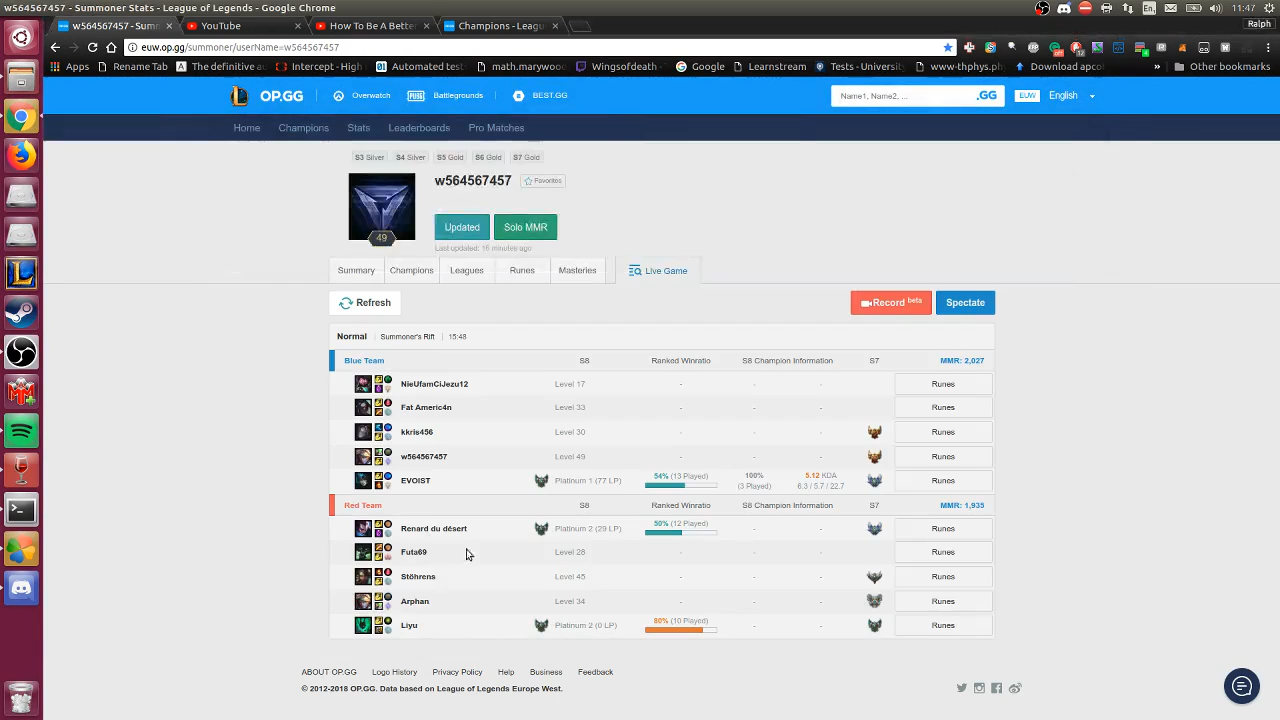 w564567457 - Summoner Stats - League of Legends - Google Chrome
En
11:47
w564567457 - Summ
YouTube
How To Be A Better
Champions - Leagu
Ralph
euw.op.gg/summoner/userName=w564567457
Apps
Rename Tab
The definitive au
Intercept - High
Automated test
math.marywoo
Wingsofdeath -
Google
Learnstream
Tests - University
www-thphys.ph
Download apcot
»
Other bookmarks
OP.GG
Overwatch
Battlegrounds
BEST.GG
Name1, Name2, ...
.GG
EUW
English
Home
Champions
Stats
Leaderboards
Pro Matches
S3 Silver
S4 Silver
S5 Gold
S6 Gold
S7 Gold
w564567457
Favorites
49
Updated
Solo MMR
Last updated: 16 minutes ago
Summary
Champions
Leagues
Runes
Masteries
Live Game
Refresh
Record beta
Spectate
Normal
Summoner's Rift
15:48
Blue Team
S8
Ranked Winratio
S8 Champion Information
S7
MMR: 2,027
NieUfamCiJezu12
Level 17
-
-
Runes
Fat Americ4n
Level 33
-
-
Runes
kkris456
Level 30
-
-
Runes
w564567457
Level 49
-
-
Runes
EVOIST
Platinum 1 (77 LP)
54% (13 Played)
100%
(3 Played)
5.12 KDA
6.3 / 5.7 / 22.7
Runes
Red Team
S8
Ranked Winratio
S8 Champion Information
S7
MMR: 1,935
Renard du désert
Platinum 2 (29 LP)
50% (12 Played)
-
-
Runes
Futa69
Level 28
-
-
Runes
Stöhrens
Level 45
-
-
Runes
Arphan
Level 34
-
-
Runes
Liyu
Platinum 2 (0 LP)
80% (10 Played)
-
-
Runes
ABOUT OP.GG
Logo History
Privacy Policy
Help
Business
Feedback
© 2012-2018 OP.GG. Data based on League of Legends Europe West.